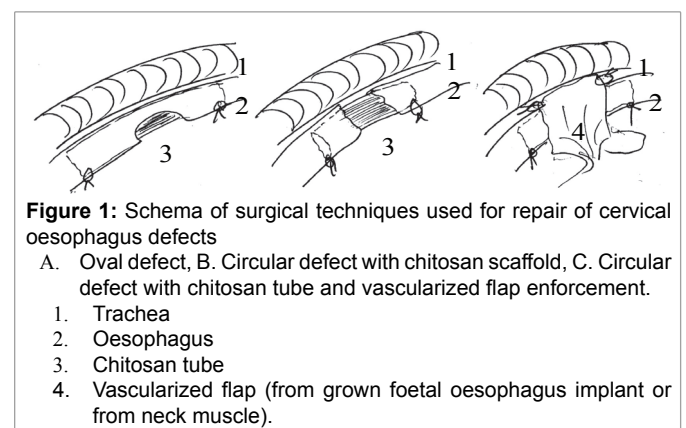 1 1 1
2 2 2
3 3 4
Figure 1: Schema of surgical techniques used for repair of cervical
oesophagus defects
A. Oval defect, B. Circular defect with chitosan scaffold, C. Circular
defect with chitosan tube and vascularized flap enforcement.
1. Trachea
2. Oesophagus
3. Chitosan tube
4. Vascularized flap (from grown foetal oesophagus implant or
from neck muscle).